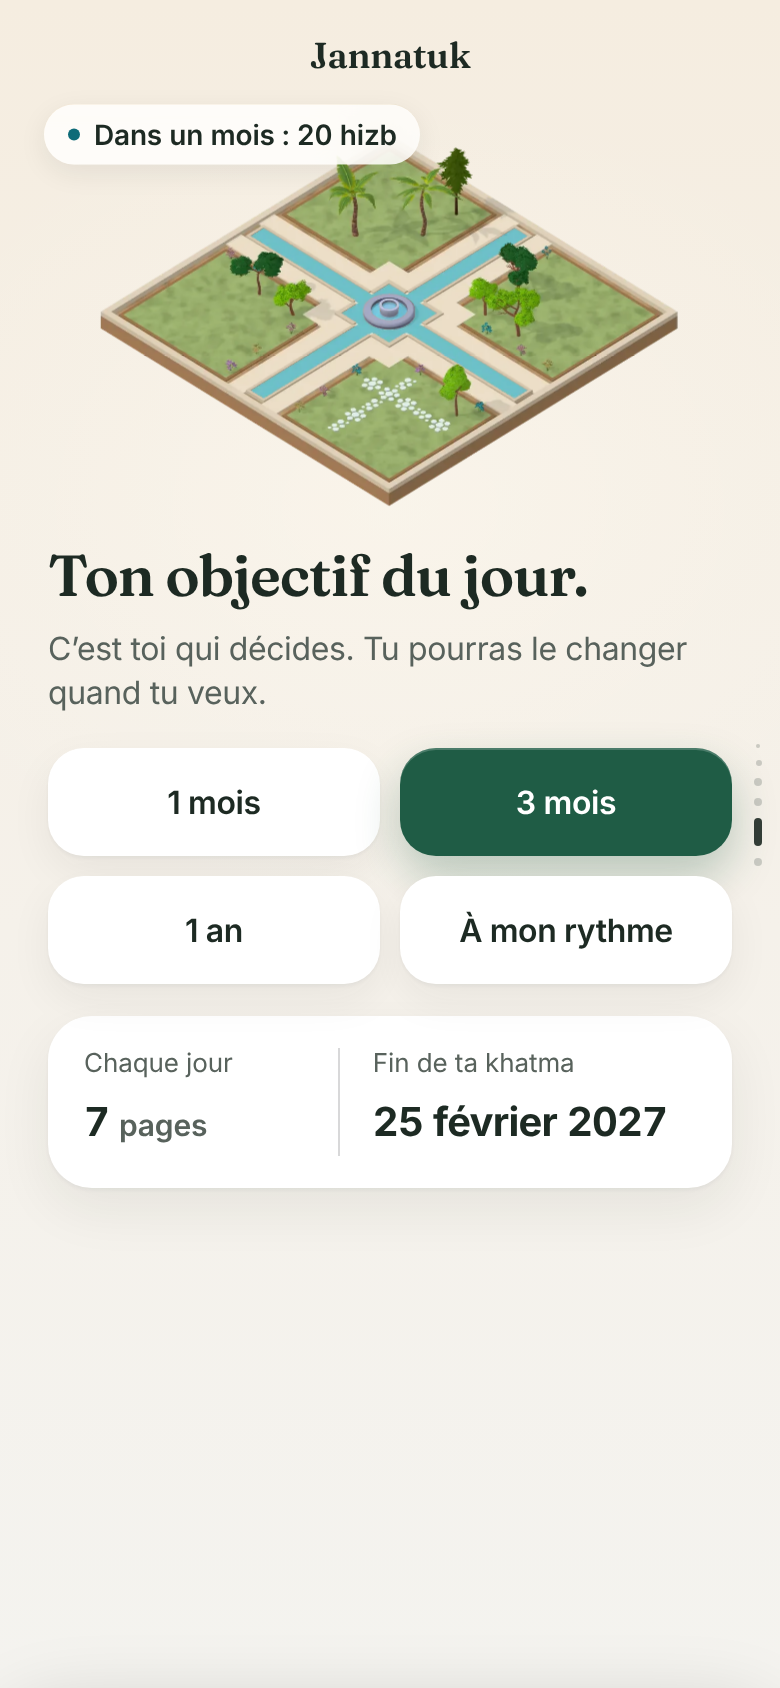 Jannatuk
Dans un mois : 20 hizb
Ton objectif du jour.
C’est toi qui décides. Tu pourras le changer
quand tu veux.
1 mois
3 mois
1 an
À mon rythme
Chaque jour
7 pages
Fin de ta khatma
25 février 2027